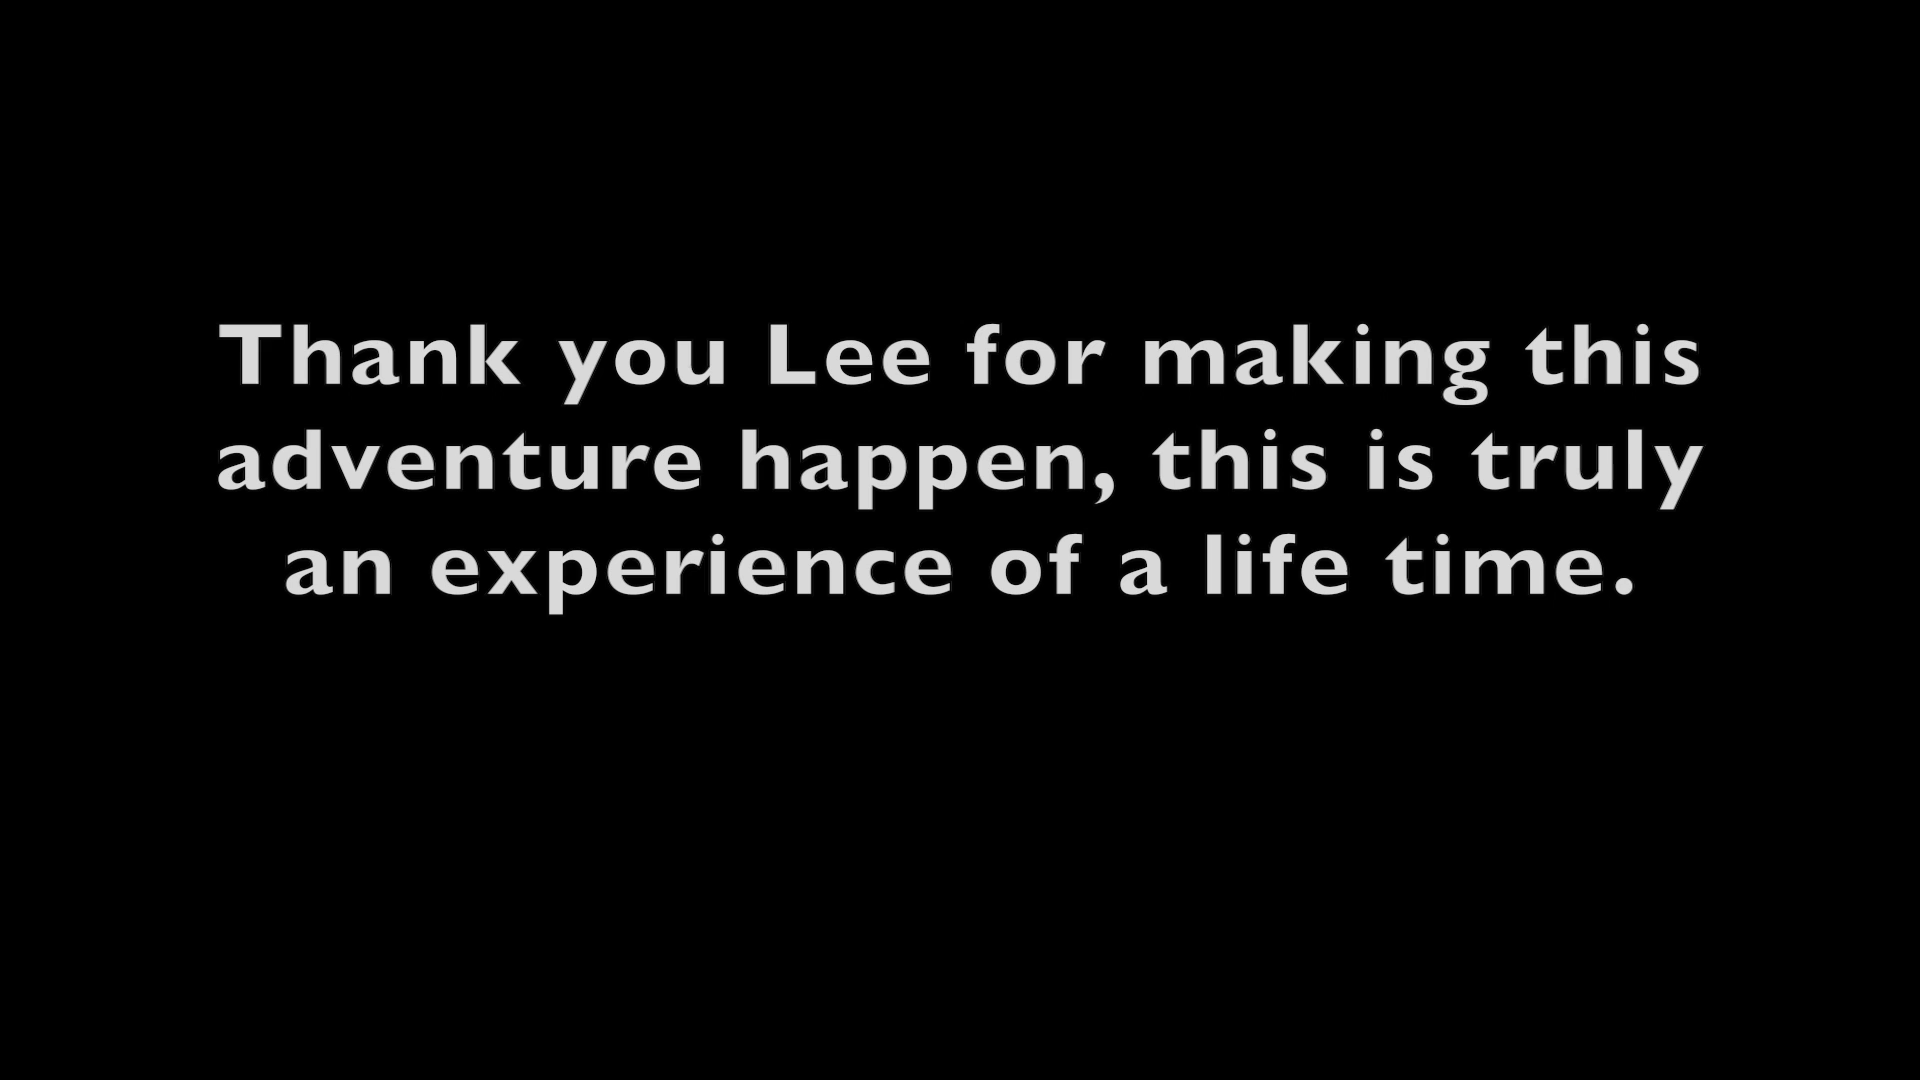 Thank you Lee for making this
adventure happen, this is truly
an experience of a life time.